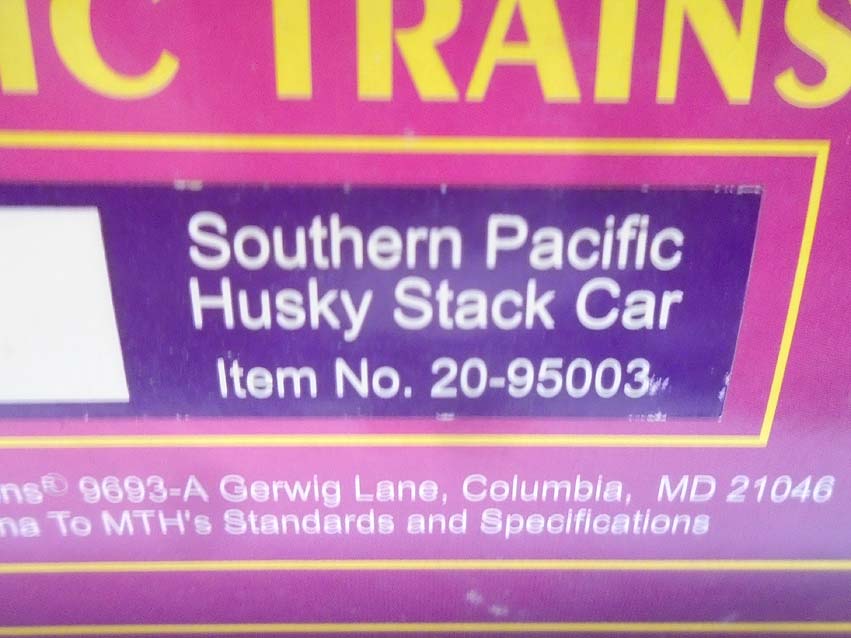 IC TRAINS
Southern Pacific
Husky Stack Car
Item No. 20-95003
ns® 9693-A Gerwig Lane, Columbia, MD 21046
na To MTH's Standards and Specifications